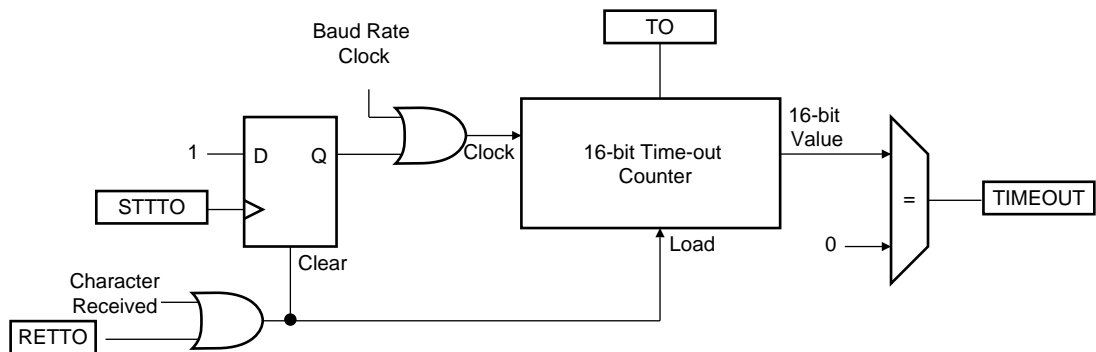 Baud Rate
Clock
TO
1
D
Q
Clock
16-bit Time-out
Counter
16-bit
Value
=
TIMEOUT
STTTO
Clear
Load
0
Character
Received
RETTO